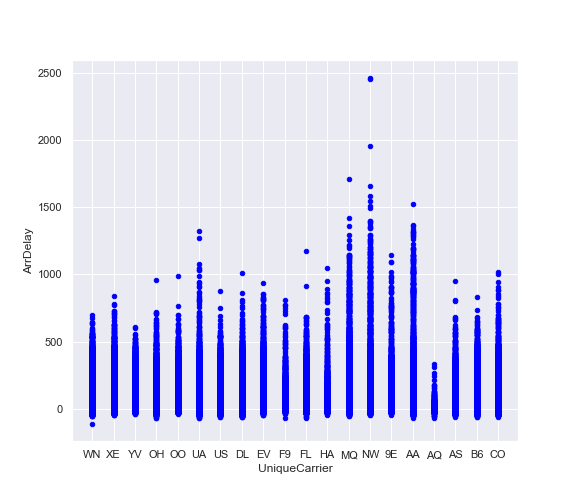 2500
2000
1500
1000
500
0
ArrDelay
WN XE YV OH OO UA US DL EV F9 FL HA MQ NW 9E AA AQ AS B6 CO
UniqueCarrier